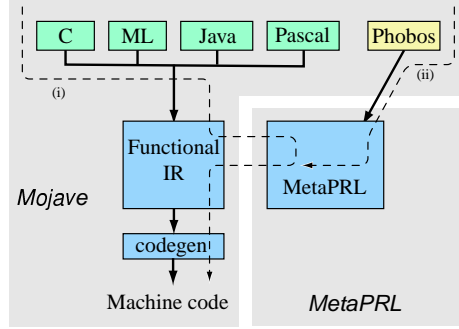 C ML Java Pascal Phobos
(i) (ii)
Functional
IR
MetaPRL
Mojave
codegen
Machine code
MetaPRL